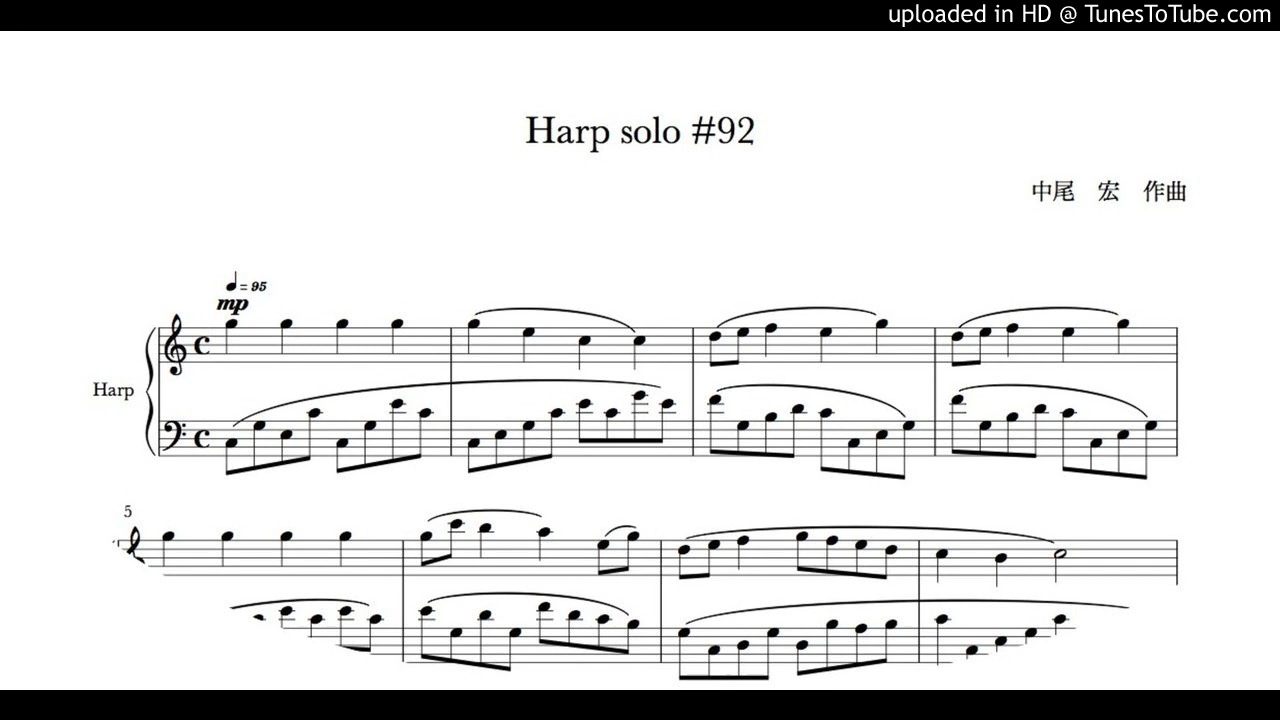 uploaded in HD @ TunesToTube.com
Harp solo #92
中尾　宏　作曲
♩= 95
mp
Harp
5